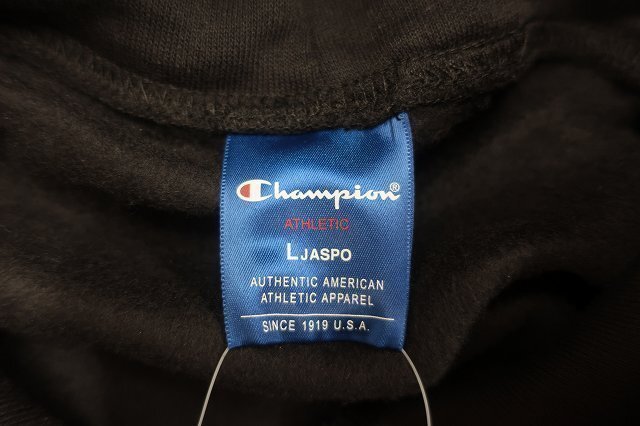 Champion®
ATHLETIC
L JASPO
AUTHENTIC AMERICAN
ATHLETIC APPAREL
SINCE 1919 U.S.A.